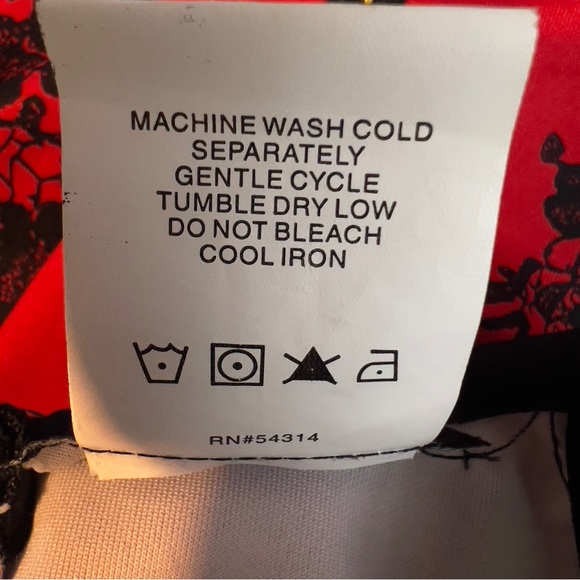 MACHINE WASH COLD
SEPARATELY
GENTLE CYCLE
TUMBLE DRY LOW
DO NOT BLEACH
COOL IRON
RN#54314